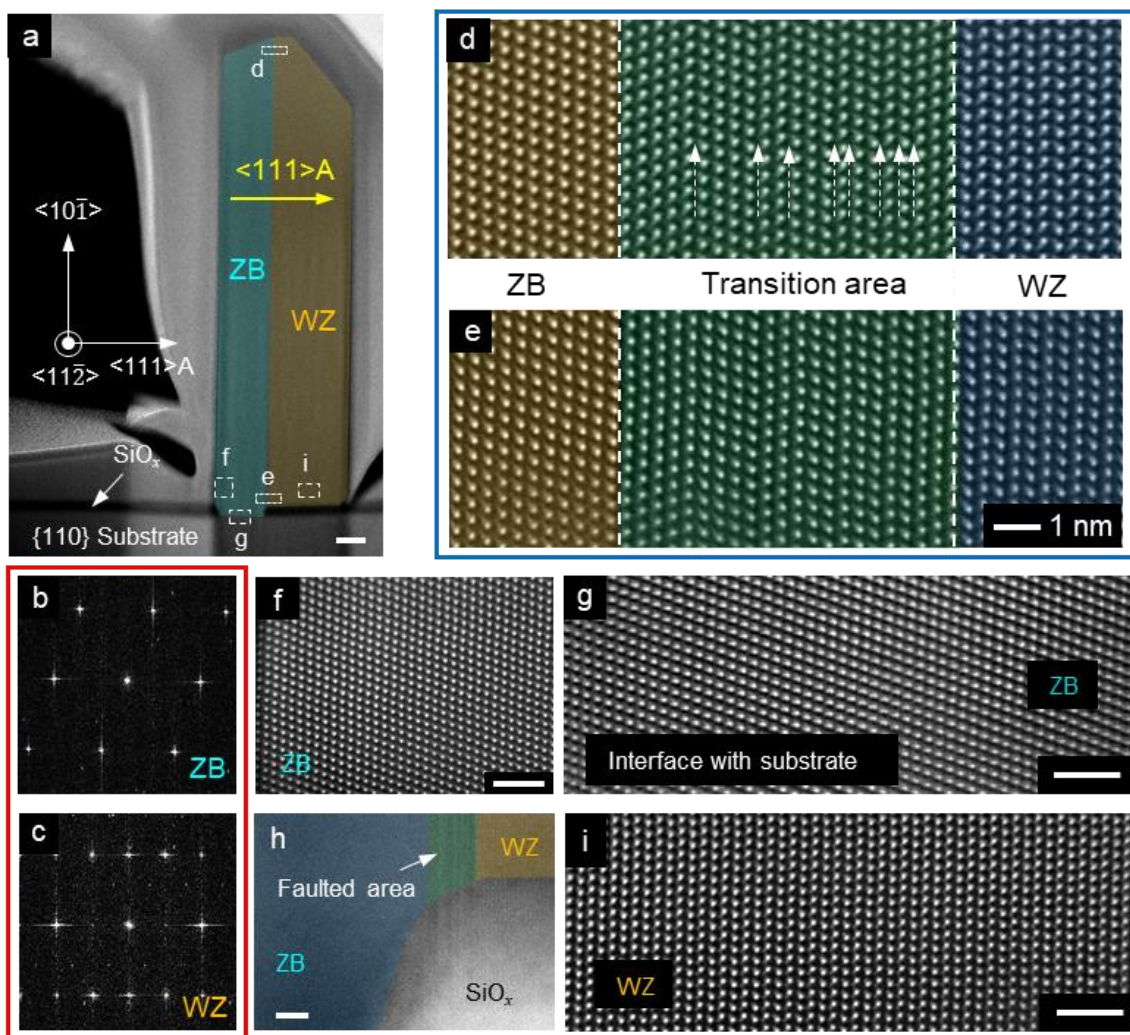 a
d
<111>A
<101̅>
ZB
WZ
<112̅>
<111>A
SiOₓ
f
e
i
g
{110} Substrate
d
ZB
Transition area
WZ
e
1 nm
b
ZB
c
WZ
f
ZB
g
ZB
Interface with substrate
h
WZ
Faulted area
ZB
SiOₓ
i
WZ